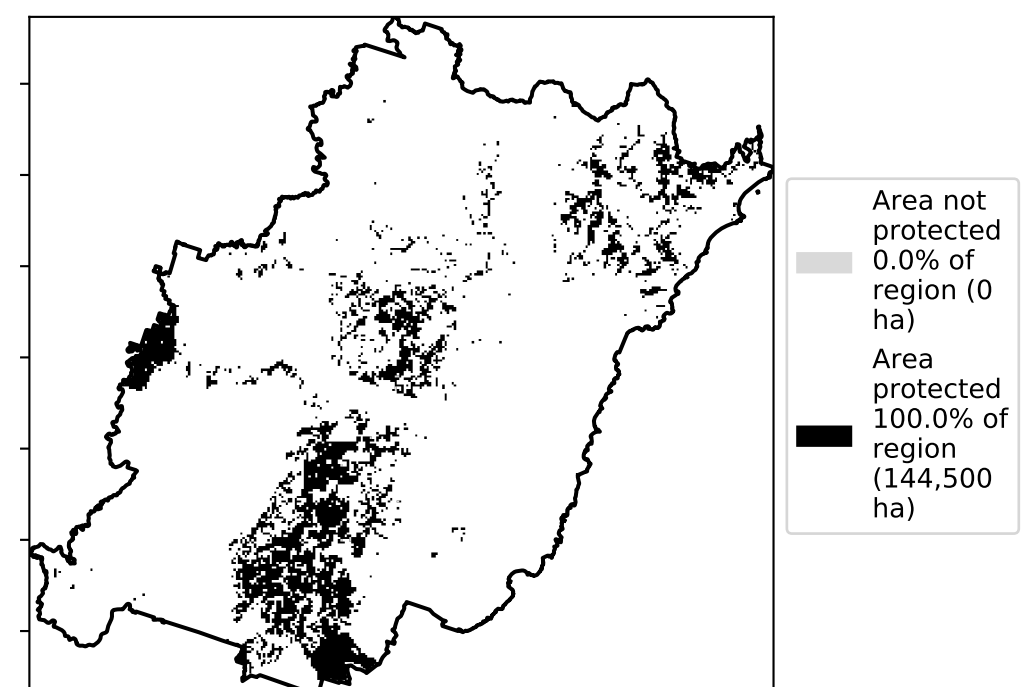 Area not
protected
0.0% of
region (0
ha)
Area
protected
100.0% of
region
(144,500
ha)